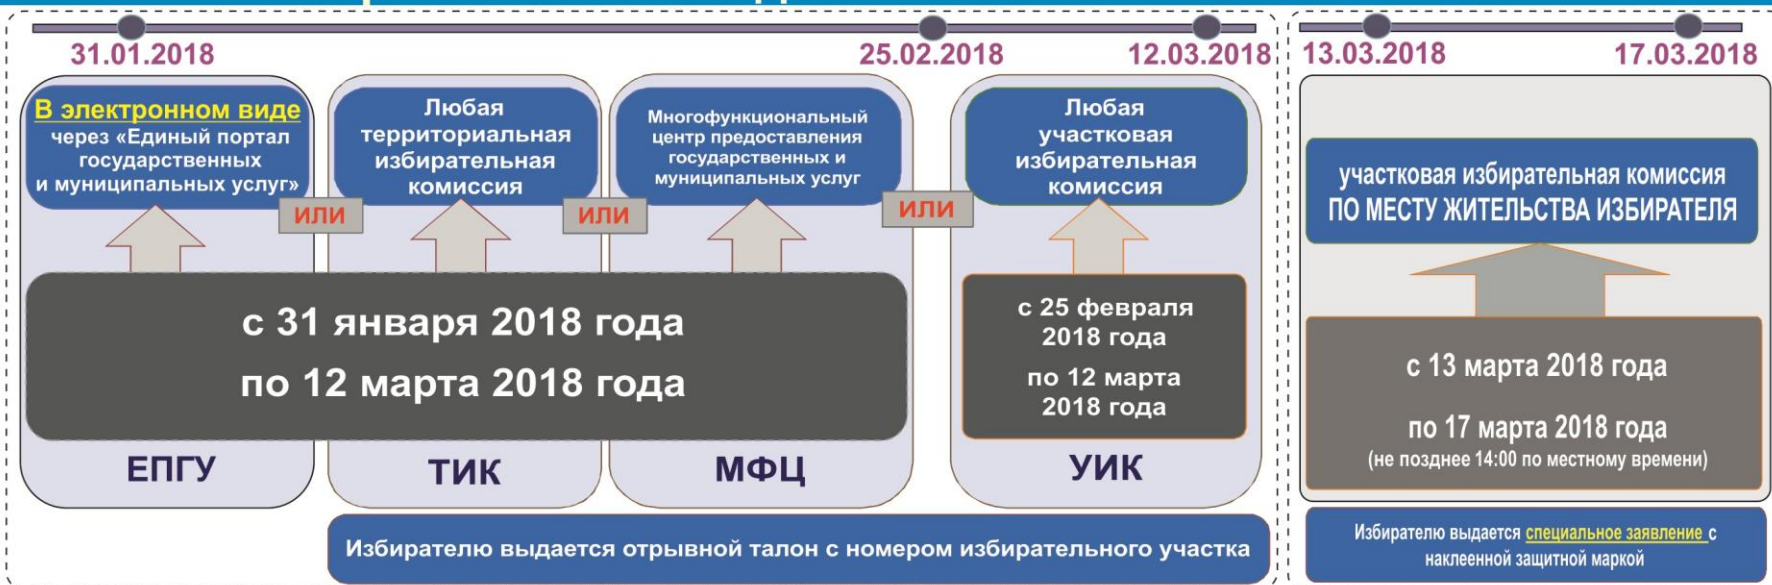 31.01.2018
25.02.2018
12.03.2018
13.03.2018
17.03.2018
В электронном виде
через «Единый портал
государственных
и муниципальных услуг»
ИЛИ
Любая
территориальная
избирательная
комиссия
ИЛИ
Многофункциональный
центр предоставления
государственных и
муниципальных услуг
ИЛИ
Любая
участковая
избирательная
комиссия
с 31 января 2018 года
по 12 марта 2018 года
с 25 февраля
2018 года
по 12 марта
2018 года
ЕПГУ
ТИК
МФЦ
УИК
Избирателю выдается отрывной талон с номером избирательного участка
участковая избирательная комиссия
ПО МЕСТУ ЖИТЕЛЬСТВА ИЗБИРАТЕЛЯ
с 13 марта 2018 года
по 17 марта 2018 года
(не позднее 14:00 по местному времени)
Избирателю выдается специальное заявление с
наклеенной защитной маркой